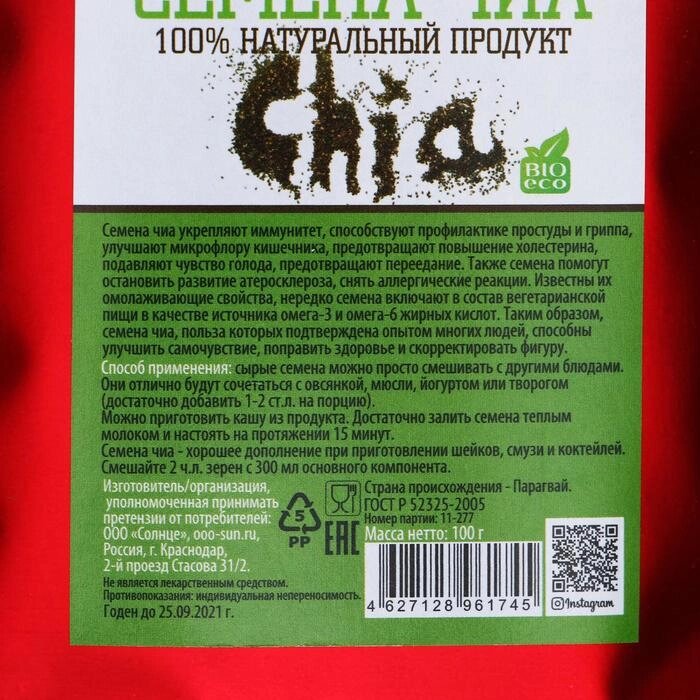 СЕМЕНА ЧИА
100% НАТУРАЛЬНЫЙ ПРОДУКТ
Chia
BIO
eco
Семена чиа укрепляют иммунитет, способствуют профилактике простуды и гриппа,
улучшают микрофлору кишечника, предотвращают повышение холестерина,
подавляют чувство голода, предотвращают переедание. Также семена помогут
остановить развитие атеросклероза, снять аллергические реакции. Известны их
омолаживающие свойства, нередко семена включают в состав вегетарианской
пищи в качестве источника омега-3 и омега-6 жирных кислот. Таким образом,
семена чиа, польза которых подтверждена опытом многих людей, способны
улучшить самочувствие, поправить здоровье и скорректировать фигуру.
Способ применения: сырые семена можно просто смешивать с другими блюдами.
Они отлично будут сочетаться с овсянкой, мюсли, йогуртом или творогом
(достаточно добавить 1-2 ст.л. на порцию).
Можно приготовить кашу из продукта. Достаточно залить семена теплым
молоком и настоять на протяжении 15 минут.
Семена чиа - хорошее дополнение при приготовлении шейков, смузи и коктейлей.
Смешайте 2 ч.л. зерен с 300 мл основного компонента.
Изготовитель/организация,
уполномоченная принимать
претензии от потребителей:
ООО «Солнце», ooo-sun.ru,
Россия, г. Краснодар,
2-й проезд Стасова 31/2.
Не является лекарственным средством.
Противопоказания: индивидуальная непереносимость.
Годен до 25.09.2021 г.
5
PP
EAC
Страна происхождения - Парагвай.
ГОСТ Р 52325-2005
Номер партии: 11-277
Масса нетто: 100 г
4 627128 961745
Instagram